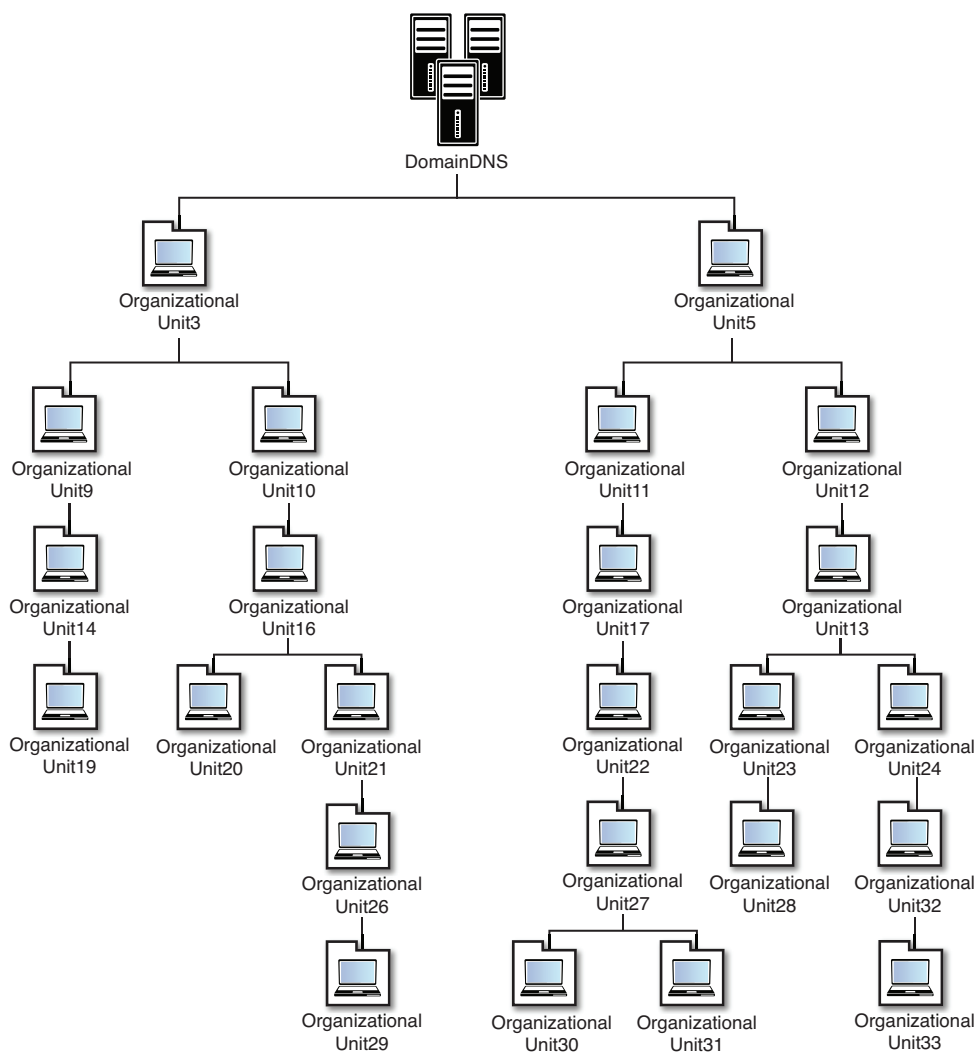 DomainDNS
Organizational
Unit3
Organizational
Unit5
Organizational
Unit9
Organizational
Unit10
Organizational
Unit11
Organizational
Unit12
Organizational
Unit14
Organizational
Unit16
Organizational
Unit17
Organizational
Unit13
Organizational
Unit19
Organizational
Unit20
Organizational
Unit21
Organizational
Unit22
Organizational
Unit23
Organizational
Unit24
Organizational
Unit26
Organizational
Unit27
Organizational
Unit28
Organizational
Unit32
Organizational
Unit29
Organizational
Unit30
Organizational
Unit31
Organizational
Unit33